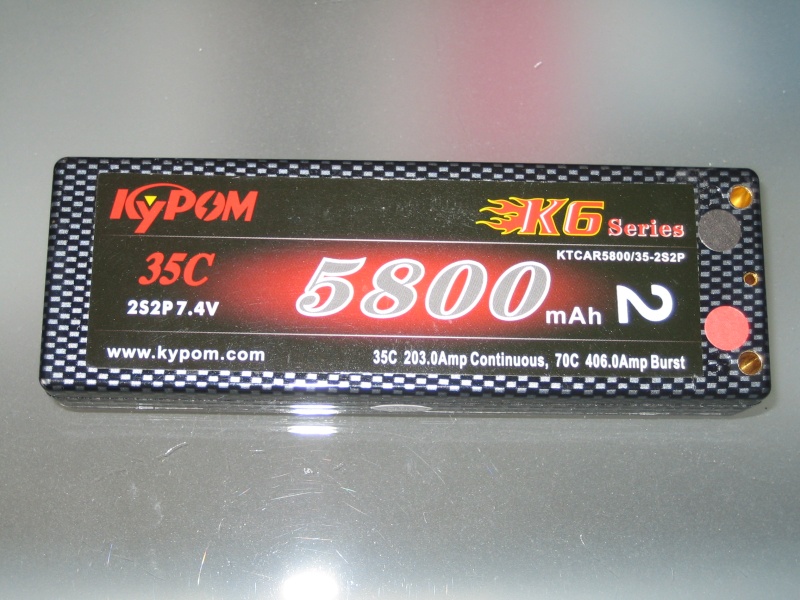 KYPOM
K6 Series
KTCAR5800/35-2S2P
35C
5800 mAh
2
2S2P 7.4V
www.kypom.com
35C 203.0Amp Continuous, 70C 406.0Amp Burst